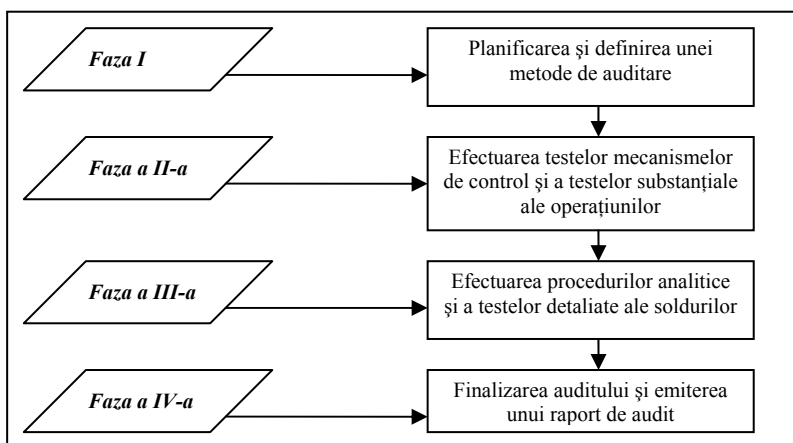 Faza I
Planificarea şi definirea unei
metode de auditare
Faza a II-a
Efectuarea testelor mecanismelor
de control şi a testelor substanţiale
ale operaţiunilor
Faza a III-a
Efectuarea procedurilor analitice
şi a testelor detaliate ale soldurilor
Faza a IV-a
Finalizarea auditului şi emiterea
unui raport de audit